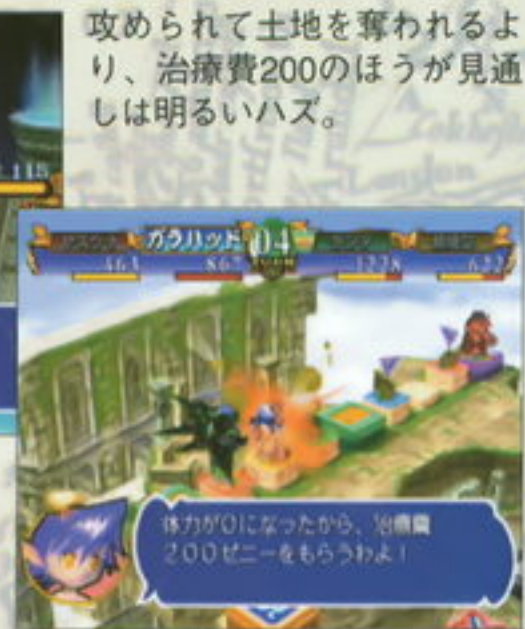 攻められて土地を奪われるよ
り、治療費200のほうが見通
しは明るいハズ。
115
ガラハッド 04
463 867 1228 622
体力が0になったから、治療費
200ゼニーをもらうわよ！